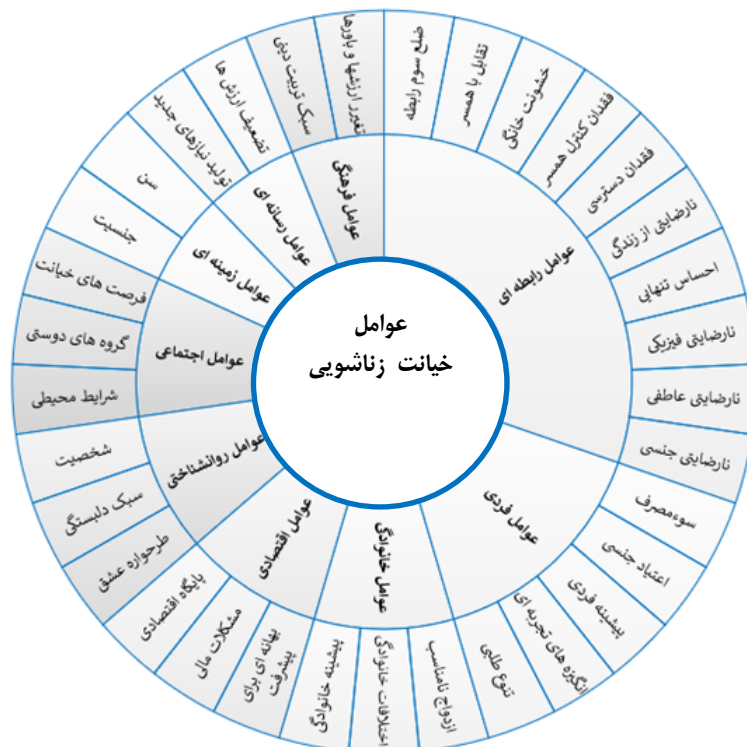 عوامل
خیانت زناشویی
عوامل رابطه ای
ضلع سوم رابطه
تقابل با همسر
خشونت خانگی
فقدان کنترل همسر
فقدان دسترسی
نارضایتی از زندگی
احساس تنهایی
نارضایتی فیزیکی
نارضایتی عاطفی
نارضایتی جنسی
عوامل فردی
سوءمصرف
اعتیاد جنسی
پیشینه فردی
انگیزه های تجربه ای
تنوع طلبی
عوامل خانوادگی
ازدواج نامناسب
اختلافات خانوادگی
پیشینه خانوادگی
عوامل اقتصادی
بهانه ای برای
پیشرفت
مشکلات مالی
پایگاه اقتصادی
عوامل روانشناختی
طرحواره عشق
سبک دلبستگی
شخصیت
عوامل اجتماعی
شرایط محیطی
گروه های دوستی
فرصت های خیانت
عوامل زمینه ای
جنسیت
سن
عوامل رسانه ای
تولید نیازهای جدید
تضعیف ارزش ها
عوامل فرهنگی
سبک تربیت دینی
تغیرر ارزشها و باورها